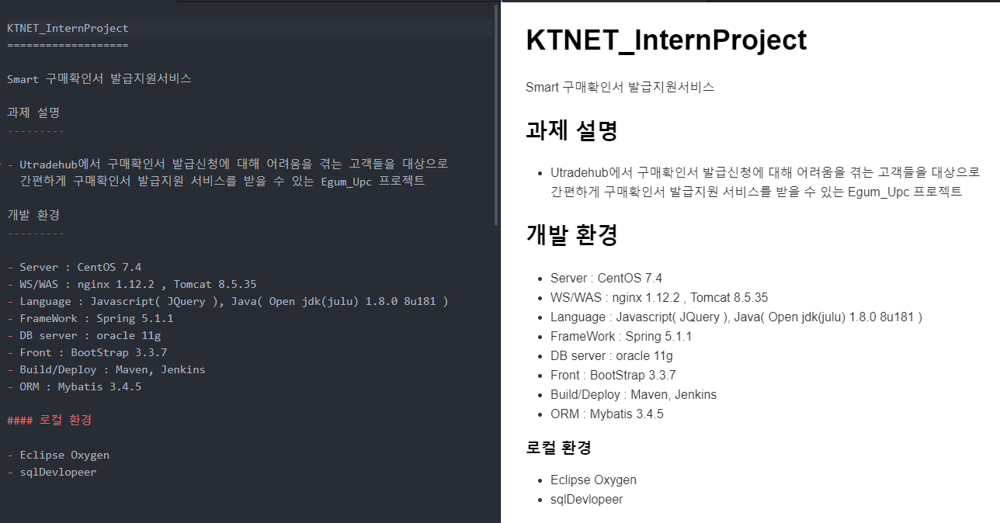 KTNET_InternProject
===================
Smart 구매확인서 발급지원서비스
과제 설명
---------
- Utradehub에서 구매확인서 발급신청에 대해 어려움을 겪는 고객들을 대상으로
간편하게 구매확인서 발급지원 서비스를 받을 수 있는 Egum_Upc 프로젝트
개발 환경
---------
- Server : CentOS 7.4
- WS/WAS : nginx 1.12.2 , Tomcat 8.5.35
- Language : Javascript( JQuery ), Java( Open jdk(julu) 1.8.0 8u181 )
- FrameWork : Spring 5.1.1
- DB server : oracle 11g
- Front : BootStrap 3.3.7
- Build/Deploy : Maven, Jenkins
- ORM : Mybatis 3.4.5
#### 로컬 환경
- Eclipse Oxygen
- sqlDevlopeer
KTNET_InternProject
Smart 구매확인서 발급지원서비스
과제 설명
• Utradehub에서 구매확인서 발급신청에 대해 어려움을 겪는 고객들을 대상으로
간편하게 구매확인서 발급지원 서비스를 받을 수 있는 Egum_Upc 프로젝트
개발 환경
• Server : CentOS 7.4
• WS/WAS : nginx 1.12.2 , Tomcat 8.5.35
• Language : Javascript( JQuery ), Java( Open jdk(julu) 1.8.0 8u181 )
• FrameWork : Spring 5.1.1
• DB server : oracle 11g
• Front : BootStrap 3.3.7
• Build/Deploy : Maven, Jenkins
• ORM : Mybatis 3.4.5
로컬 환경
• Eclipse Oxygen
• sqlDevlopeer